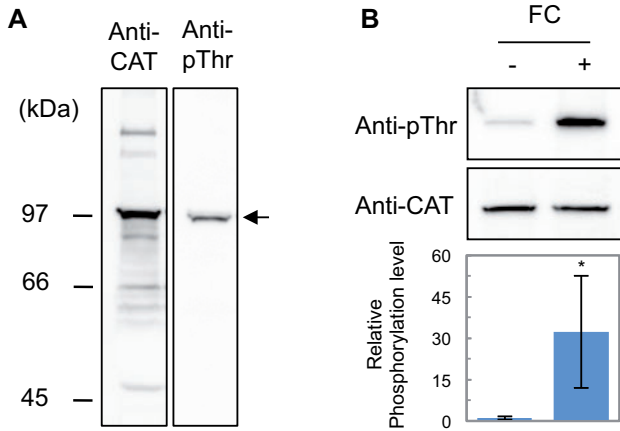 A
Anti-
CAT
Anti-
pThr
(kDa)
97
66
45
B
FC
- +
Anti-pThr
Anti-CAT
Relative
Phosphorylation level
60
45
30
15
0
*